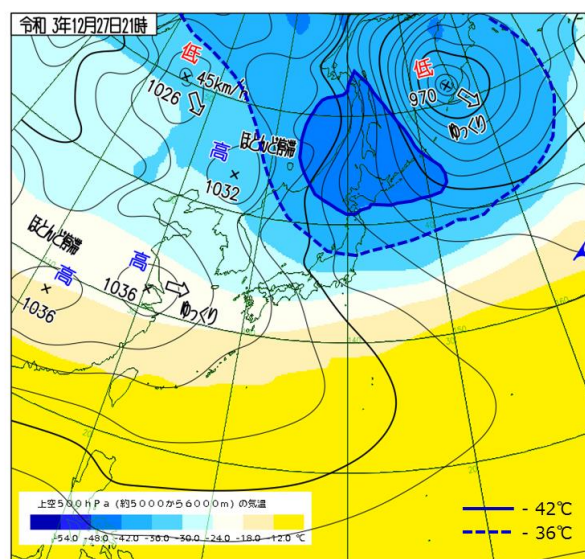 令和 3年12月27日21時
低
45km/h
1026
低
970
ゆっくり
高
ほとんど停滞
1032
ほとんど停滞
高
1036
高
1036
ゆっくり
上空500hPa (約5000から6000m) の気温
-54.0 -48.0 -42.0 -36.0 -30.0 -24.0 -18.0 -12.0 ℃
- 42℃
- 36℃